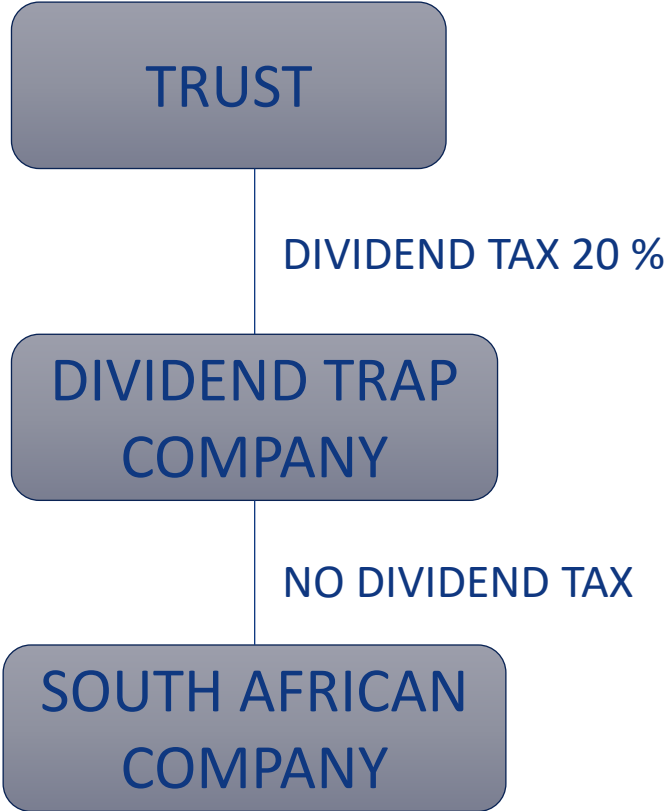 TRUST
DIVIDEND TAX 20 %
DIVIDEND TRAP
COMPANY
NO DIVIDEND TAX
SOUTH AFRICAN
COMPANY